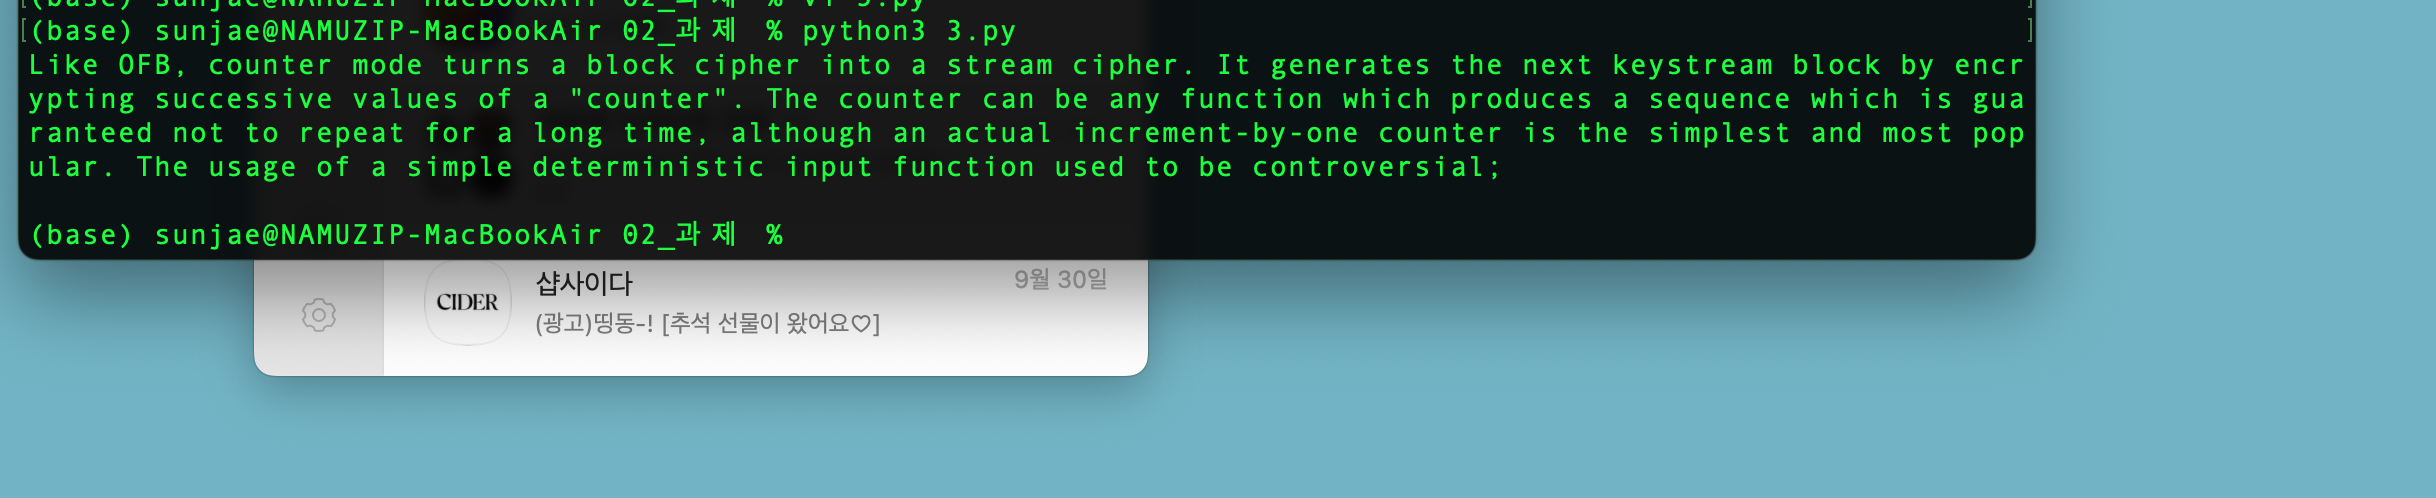 (base) sunjae@NAMUZIP-MacBookAir 02_과제 % vi 3.py
[(base) sunjae@NAMUZIP-MacBookAir 02_과제 % python3 3.py ]
Like OFB, counter mode turns a block cipher into a stream cipher. It generates the next keystream block by encr
ypting successive values of a "counter". The counter can be any function which produces a sequence which is gua
ranteed not to repeat for a long time, although an actual increment-by-one counter is the simplest and most pop
ular. The usage of a simple deterministic input function used to be controversial;
(base) sunjae@NAMUZIP-MacBookAir 02_과제 %
CIDER
샵사이다
9월 30일
(광고)띵동-! [추석 선물이 왔어요♡]